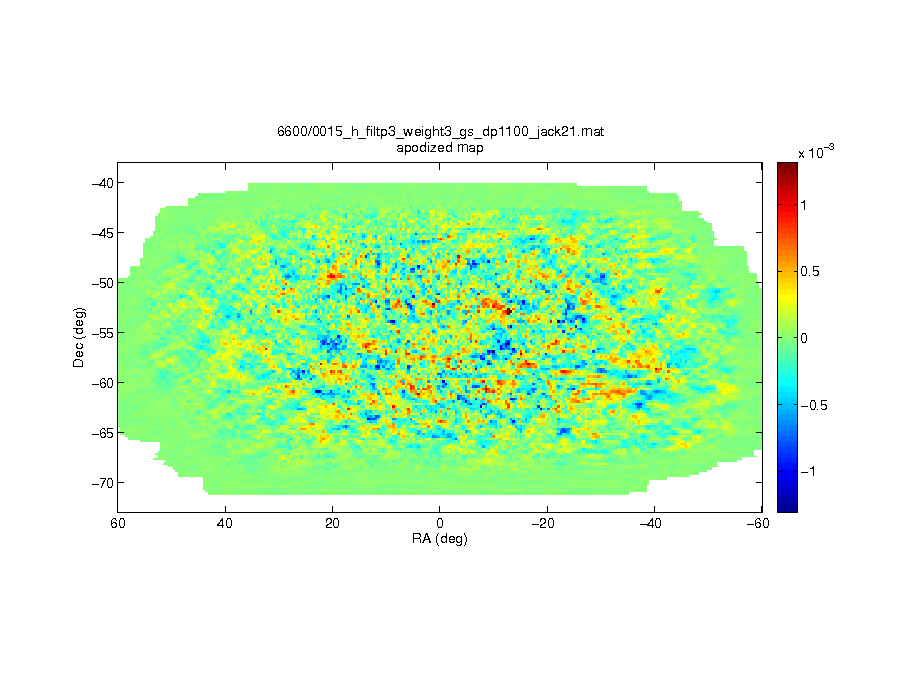 6600/0015_h_filtp3_weight3_gs_dp1100_jack21.mat
apodized map
x 10⁻³
−40
−45
−50
−55
−60
−65
−70
Dec (deg)
60 40 20 0 −20 −40 −60
RA (deg)
1
0.5
0
−0.5
−1